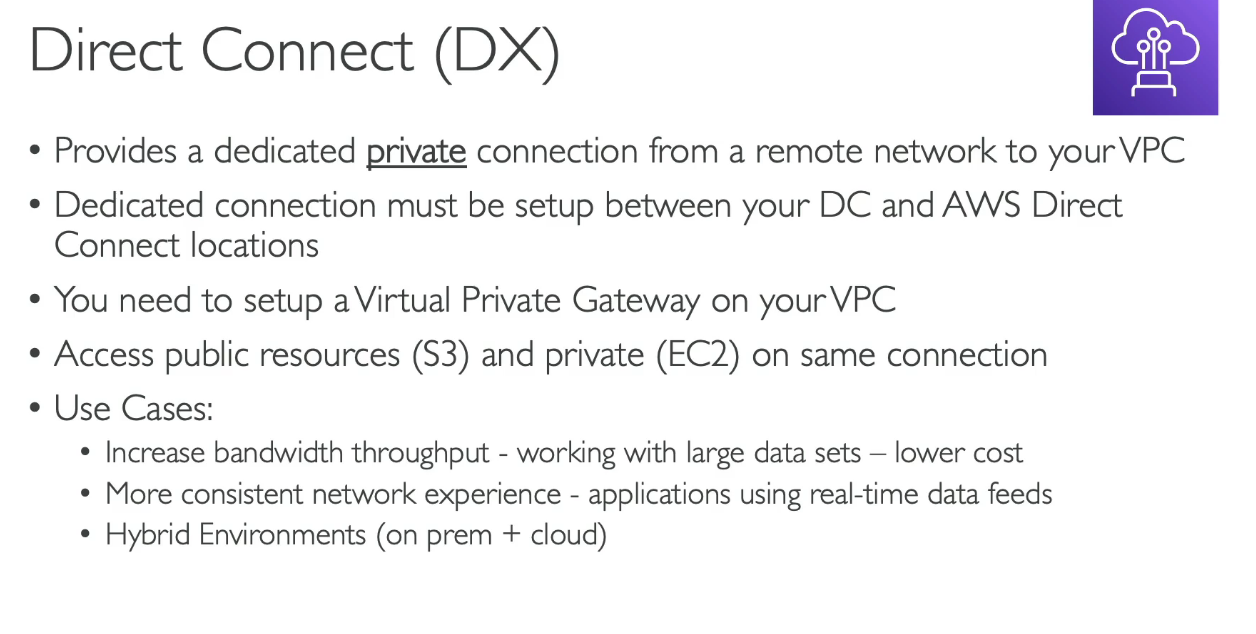 Direct Connect (DX)
• Provides a dedicated private connection from a remote network to your VPC
• Dedicated connection must be setup between your DC and AWS Direct
Connect locations
• You need to setup a Virtual Private Gateway on your VPC
• Access public resources (S3) and private (EC2) on same connection
• Use Cases:
• Increase bandwidth throughput - working with large data sets – lower cost
• More consistent network experience - applications using real-time data feeds
• Hybrid Environments (on prem + cloud)